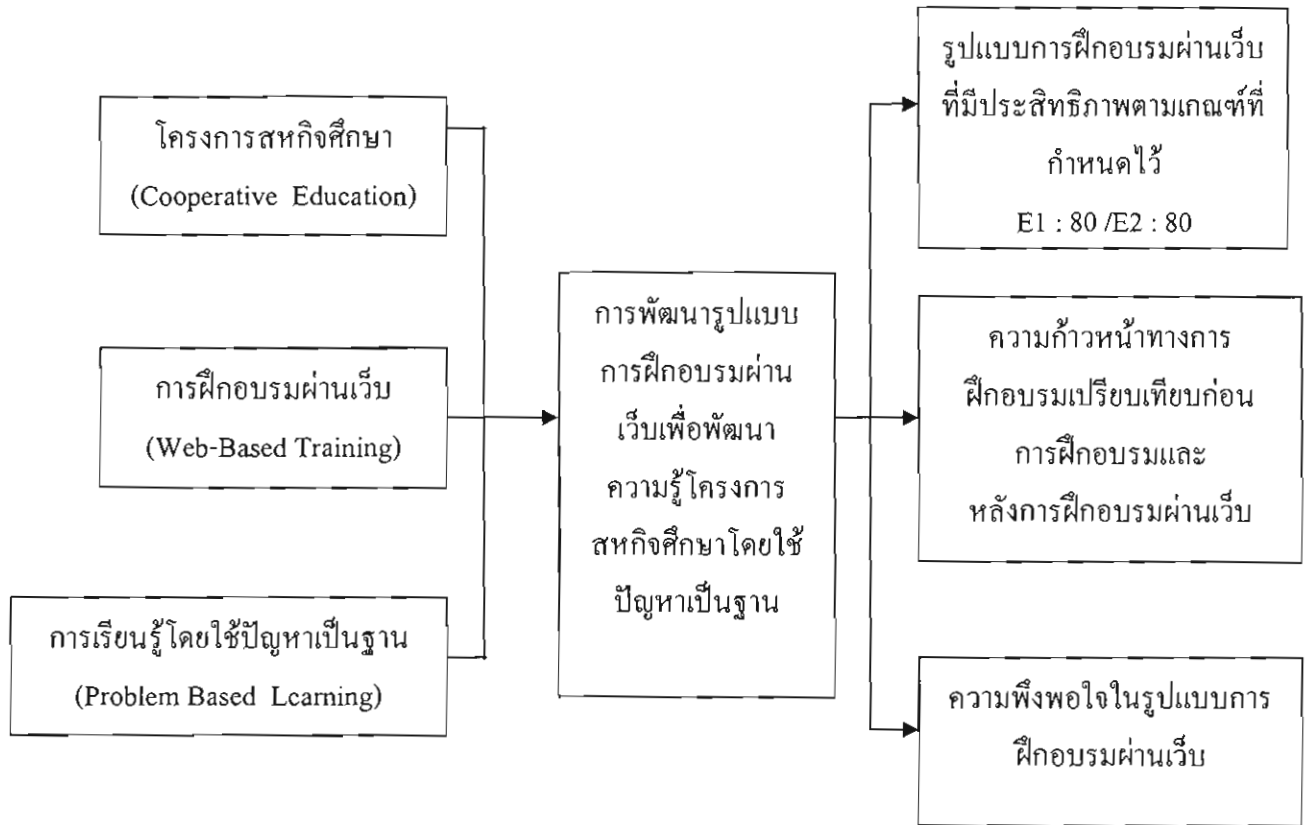 โครงการสหกิจศึกษา
(Cooperative Education)
การฝึกอบรมผ่านเว็บ
(Web-Based Training)
การเรียนรู้โดยใช้ปัญหาเป็นฐาน
(Problem Based Learning)
การพัฒนารูปแบบ
การฝึกอบรมผ่าน
เว็บเพื่อพัฒนา
ความรู้โครงการ
สหกิจศึกษาโดยใช้
ปัญหาเป็นฐาน
รูปแบบการฝึกอบรมผ่านเว็บ
ที่มีประสิทธิภาพตามเกณฑ์ที่
กำหนดไว้
E1 : 80 /E2 : 80
ความก้าวหน้าทางการ
ฝึกอบรมเปรียบเทียบก่อน
การฝึกอบรมและ
หลังการฝึกอบรมผ่านเว็บ
ความพึงพอใจในรูปแบบการ
ฝึกอบรมผ่านเว็บ